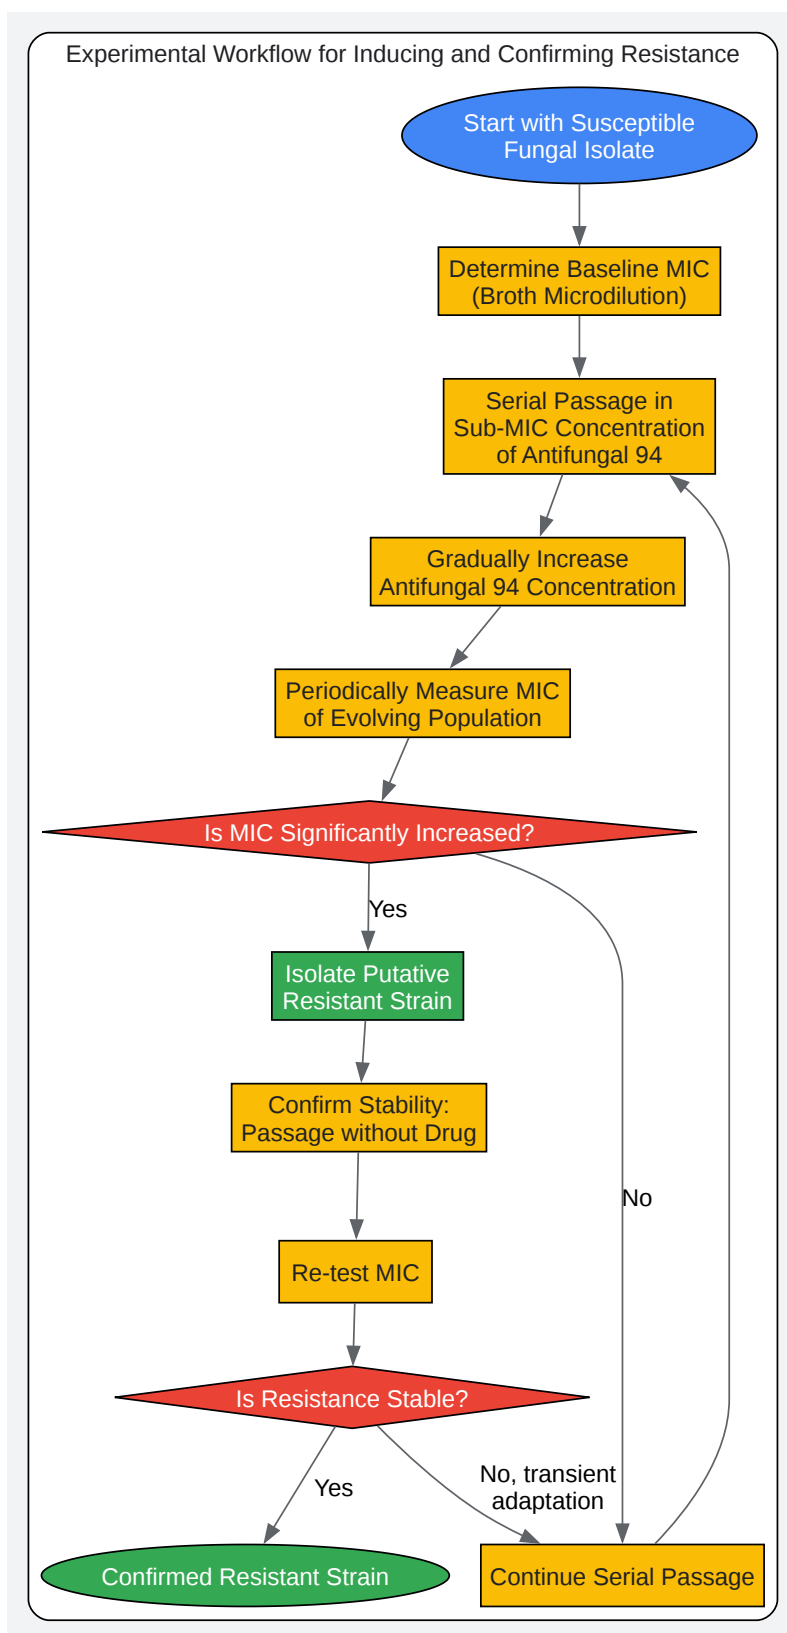 Experimental Workflow for Inducing and Confirming Resistance
Start with Susceptible
Fungal Isolate
Determine Baseline MIC
(Broth Microdilution)
Serial Passage in
Sub-MIC Concentration
of Antifungal 94
Gradually Increase
Antifungal 94 Concentration
Periodically Measure MIC
of Evolving Population
Is MIC Significantly Increased?
Yes
Isolate Putative
Resistant Strain
Confirm Stability:
Passage without Drug
No
Re-test MIC
Is Resistance Stable?
Yes
No, transient
adaptation
Confirmed Resistant Strain
Continue Serial Passage